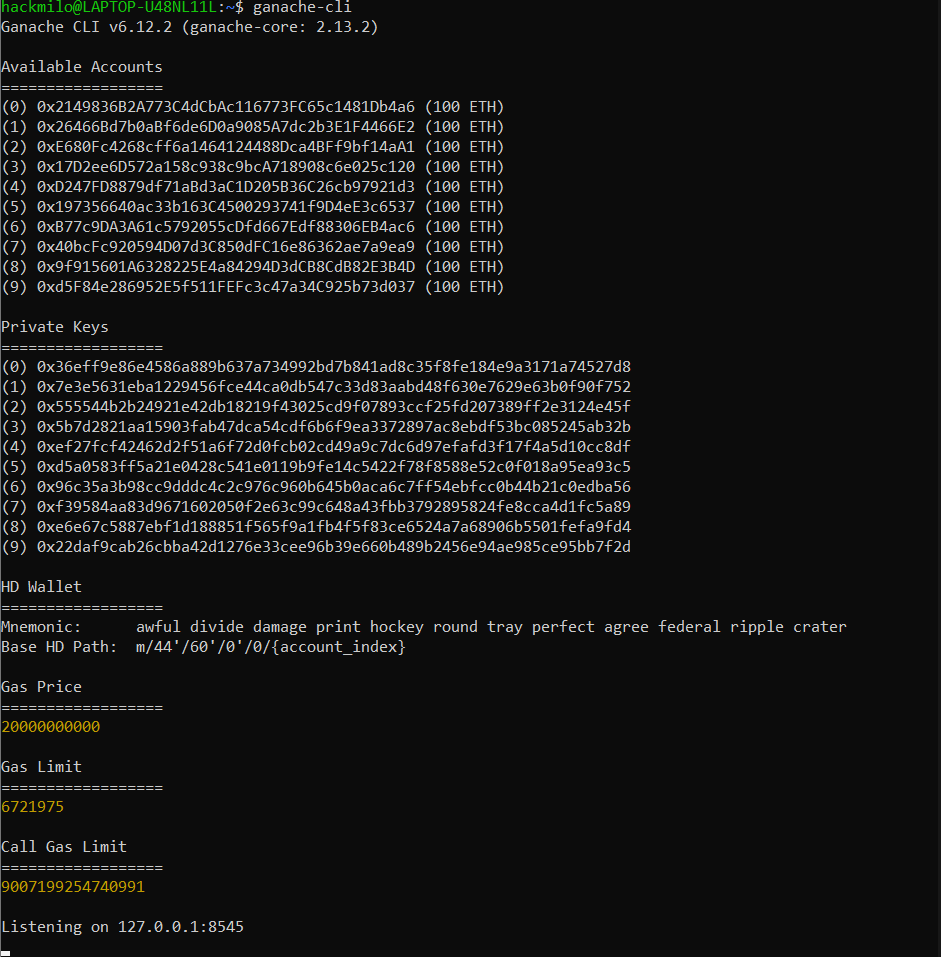 hackmilo@LAPTOP-U48NL11L:~$ ganache-cli
Ganache CLI v6.12.2 (ganache-core: 2.13.2)
Available Accounts
==================
(0) 0x2149836B2A773C4dCbAc116773FC65c1481Db4a6 (100 ETH)
(1) 0x26466Bd7b0aBf6de6D0a9085A7dc2b3E1F4466E2 (100 ETH)
(2) 0xE680Fc4268cff6a1464124488Dca4BFf9bf14aA1 (100 ETH)
(3) 0x17D2ee6D572a158c938c9bcA718908c6e025c120 (100 ETH)
(4) 0xD247FD8879df71aBd3aC1D205B36C26cb97921d3 (100 ETH)
(5) 0x197356640ac33b163C4500293741f9D4eE3c6537 (100 ETH)
(6) 0xB77c9DA3A61c5792055cDfd667Edf88306EB4ac6 (100 ETH)
(7) 0x40bcFc920594D07d3C850dFC16e86362ae7a9ea9 (100 ETH)
(8) 0x9f915601A6328225E4a84294D3dCB8CdB82E3B4D (100 ETH)
(9) 0xd5F84e286952E5f511FEFc3c47a34C925b73d037 (100 ETH)
Private Keys
==================
(0) 0x36eff9e86e4586a889b637a734992bd7b841ad8c35f8fe184e9a3171a74527d8
(1) 0x7e3e5631eba1229456fce44ca0db547c33d83aabd48f630e7629e63b0f90f752
(2) 0x555544b2b24921e42db18219f43025cd9f07893ccf25fd207389ff2e3124e45f
(3) 0x5b7d2821aa15903fab47dca54cdf6b6f9ea3372897ac8ebdf53bc085245ab32b
(4) 0xef27fcf42462d2f51a6f72d0fcb02cd49a9c7dc6d97efafd3f17f4a5d10cc8df
(5) 0xd5a0583ff5a21e0428c541e0119b9fe14c5422f78f8588e52c0f018a95ea93c5
(6) 0x96c35a3b98cc9dddc4c2c976c960b645b0aca6c7ff54ebfcc0b44b21c0edba56
(7) 0xf39584aa83d9671602050f2e63c99c648a43fbb3792895824fe8cca4d1fc5a89
(8) 0xe6e67c5887ebf1d188851f565f9a1fb4f5f83ce6524a7a68906b5501fefa9fd4
(9) 0x22daf9cab26cbba42d1276e33cee96b39e660b489b2456e94ae985ce95bb7f2d
HD Wallet
==================
Mnemonic:      awful divide damage print hockey round tray perfect agree federal ripple crater
Base HD Path:  m/44'/60'/0'/0/{account_index}
Gas Price
==================
20000000000
Gas Limit
==================
6721975
Call Gas Limit
==================
9007199254740991
Listening on 127.0.0.1:8545